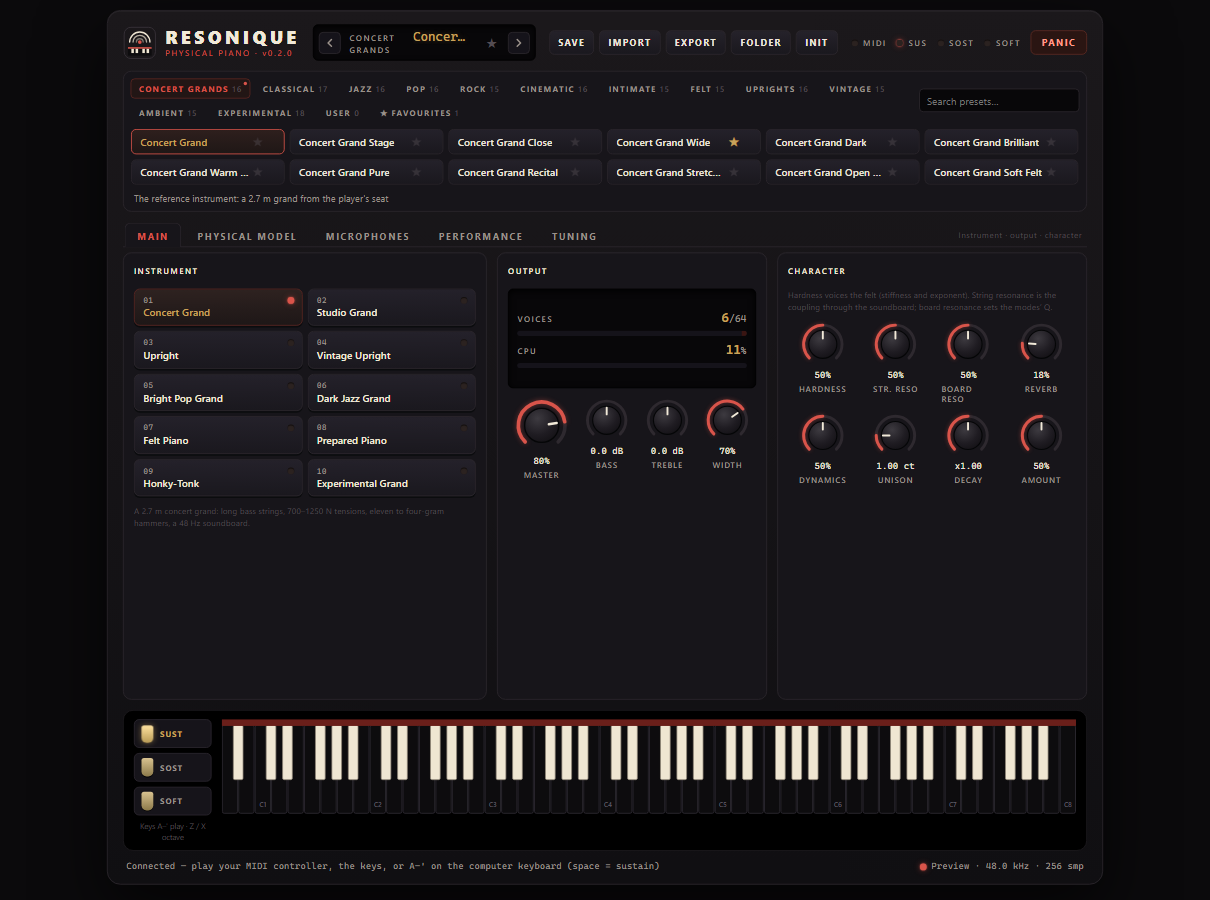 RESONIQUE
PHYSICAL PIANO · v0.2.0
CONCERT GRANDS
Concer…
SAVE
IMPORT
EXPORT
FOLDER
INIT
MIDI
SUS
SOST
SOFT
PANIC
CONCERT GRANDS 16
CLASSICAL 17
JAZZ 16
POP 16
ROCK 15
CINEMATIC 16
INTIMATE 15
FELT 15
UPRIGHTS 16
VINTAGE 15
AMBIENT 15
EXPERIMENTAL 18
USER 0
★ FAVOURITES 1
Search presets...
Concert Grand ★
Concert Grand Stage ★
Concert Grand Close ★
Concert Grand Wide ★
Concert Grand Dark ★
Concert Grand Brilliant ★
Concert Grand Warm ... ★
Concert Grand Pure ★
Concert Grand Recital ★
Concert Grand Stretc... ★
Concert Grand Open ... ★
Concert Grand Soft Felt ★
The reference instrument: a 2.7 m grand from the player's seat
MAIN
PHYSICAL MODEL
MICROPHONES
PERFORMANCE
TUNING
Instrument · output · character
INSTRUMENT
01
Concert Grand
02
Studio Grand
03
Upright
04
Vintage Upright
05
Bright Pop Grand
06
Dark Jazz Grand
07
Felt Piano
08
Prepared Piano
09
Honky-Tonk
10
Experimental Grand
A 2.7 m concert grand: long bass strings, 700–1250 N tensions, eleven to four-gram
hammers, a 48 Hz soundboard.
OUTPUT
VOICES
6/64
CPU
11%
80%
MASTER
0.0 dB
BASS
0.0 dB
TREBLE
70%
WIDTH
CHARACTER
Hardness voices the felt (stiffness and exponent). String resonance is the
coupling through the soundboard; board resonance sets the modes' Q.
50%
HARDNESS
50%
STR. RESO
50%
BOARD
RESO
18%
REVERB
50%
DYNAMICS
1.00 ct
UNISON
x1.00
DECAY
50%
AMOUNT
SUST
SOST
SOFT
Keys A–' play · Z / X
octave
C1
C2
C3
C4
C5
C6
C7
C8
Connected — play your MIDI controller, the keys, or A–' on the computer keyboard (space = sustain)
Preview · 48.0 kHz · 256 smp